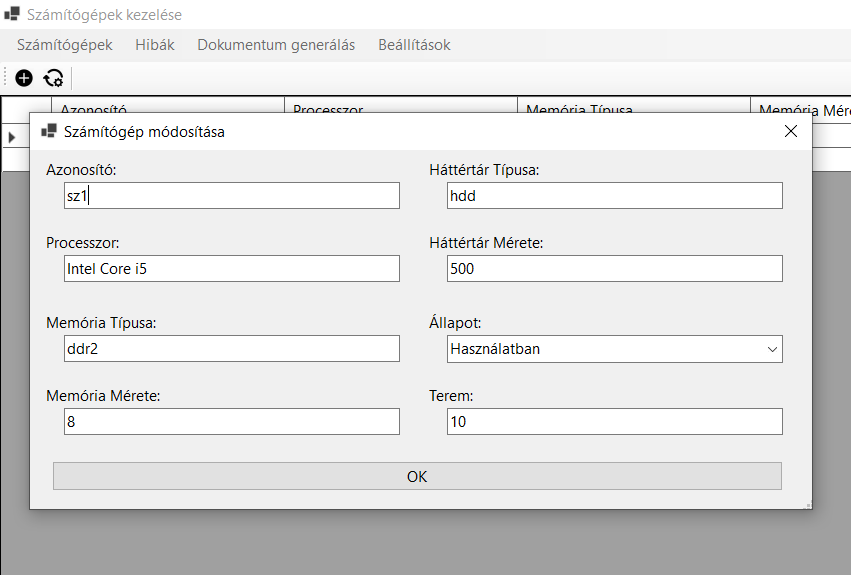 Számítógépek kezelése
Számítógépek Hibák Dokumentum generálás Beállítások
Azonosító Processzor Memória Típusa Memória Mére
Számítógép módosítása
Azonosító: Háttértár Típusa:
sz1 hdd
Processzor: Háttértár Mérete:
Intel Core i5 500
Memória Típusa: Állapot:
ddr2 Használatban
Memória Mérete: Terem:
8 10
OK